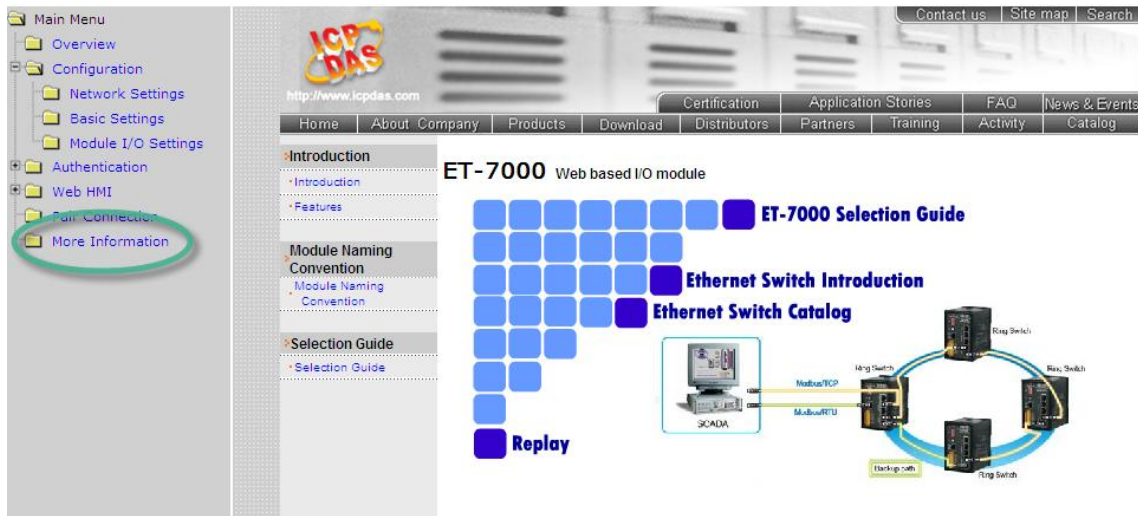 Main Menu
Overview
Configuration
Network Settings
Basic Settings
Module I/O Settings
Authentication
Web HMI
Pair Connection
More Information
Contact us | Site map | Search
ICP
DAS
http://www.icpdas.com
Certification | Application Stories | FAQ | News & Events
Home | About Company | Products | Download | Distributors | Partners | Training | Activity | Catalog
Introduction
Introduction
Features
Module Naming
Convention
Module Naming
Convention
Selection Guide
Selection Guide
ET-7000 Web based I/O module
ET-7000 Selection Guide
Ethernet Switch Introduction
Ethernet Switch Catalog
Replay
SCADA
Modbus/TCP
Modbus/RTU
Ring Switch
Ring Switch
Ring Switch
Backup path
Ring Switch